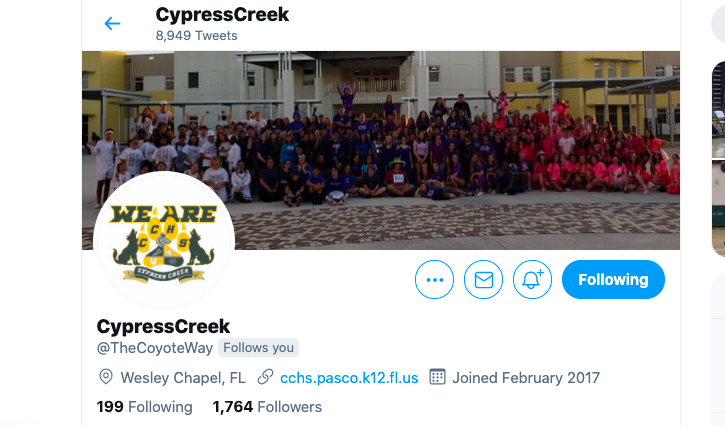 CypressCreek
8,949 Tweets
WE ARE
C H S
CYPRESS CREEK
Following
CypressCreek
@TheCoyoteWay Follows you
Wesley Chapel, FL cchs.pasco.k12.fl.us Joined February 2017
199 Following 1,764 Followers